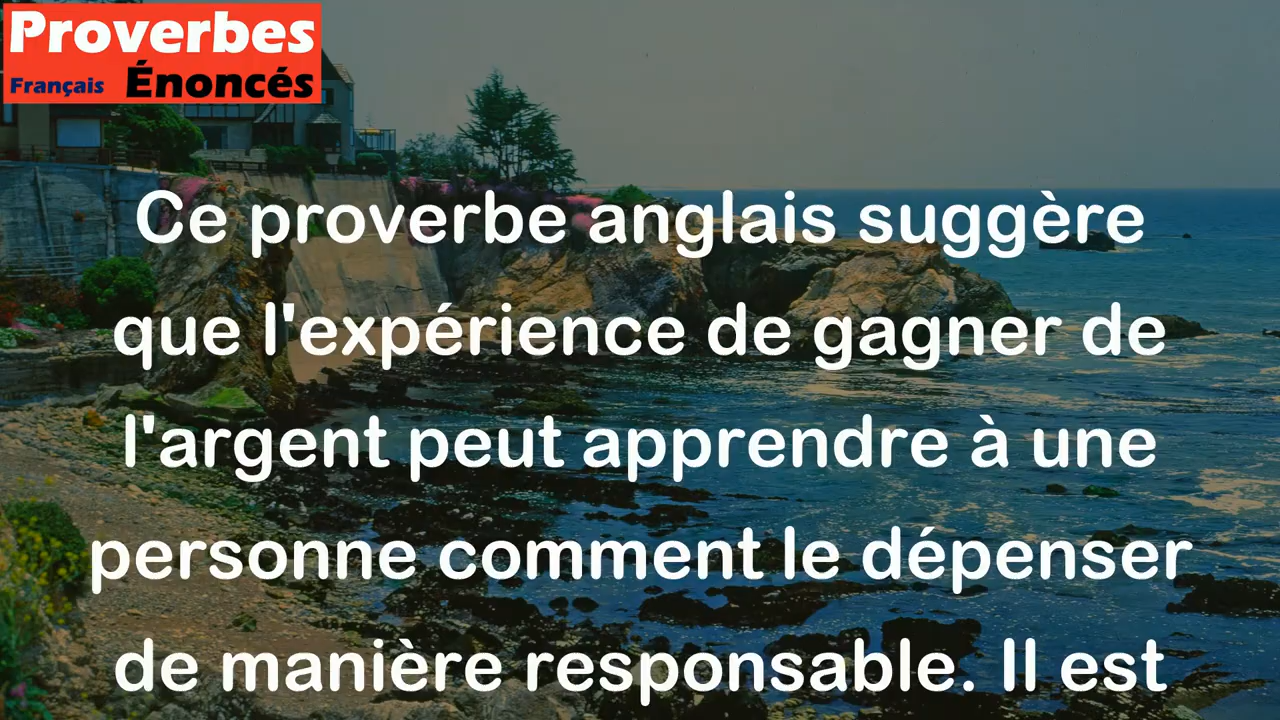 Proverbes
Français Énoncés
Ce proverbe anglais suggère
que l'expérience de gagner de
l'argent peut apprendre à une
personne comment le dépenser
de manière responsable. Il est